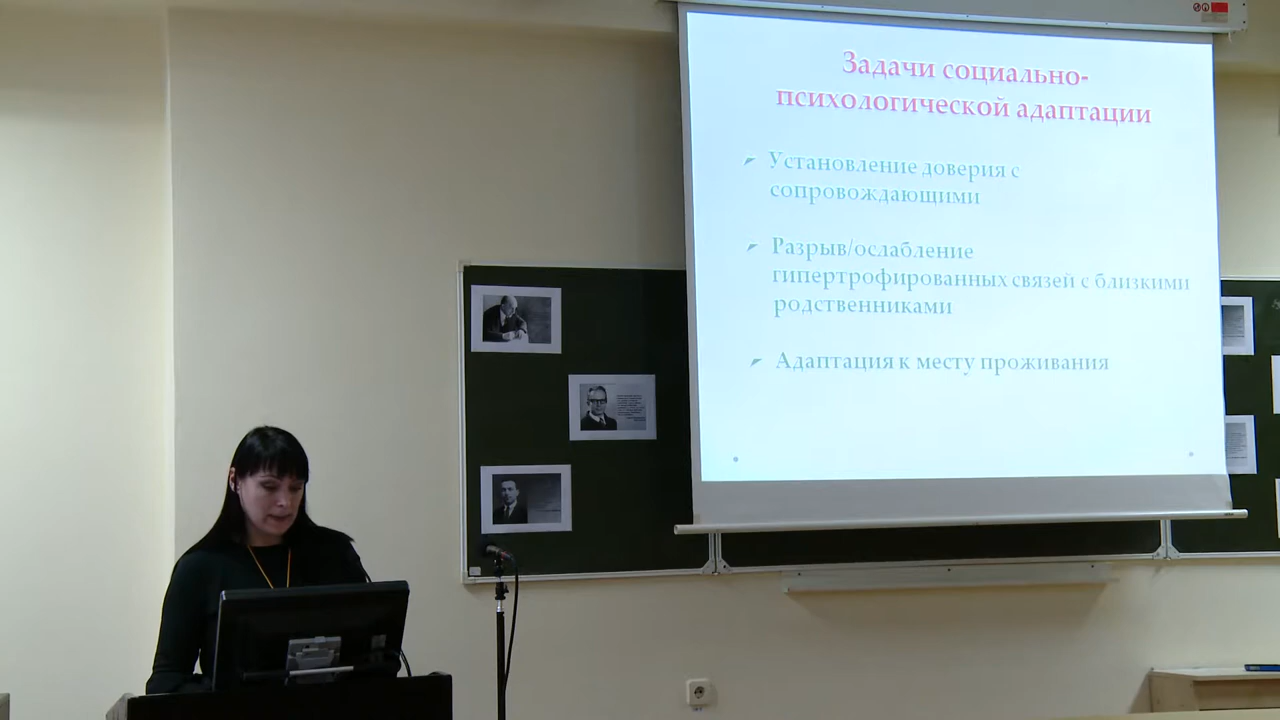 Задачи социально-
психологической адаптации
Установление доверия с
сопровождающими
Разрыв/ослабление
гипертрофированных связей с близкими
родственниками
Адаптация к месту проживания